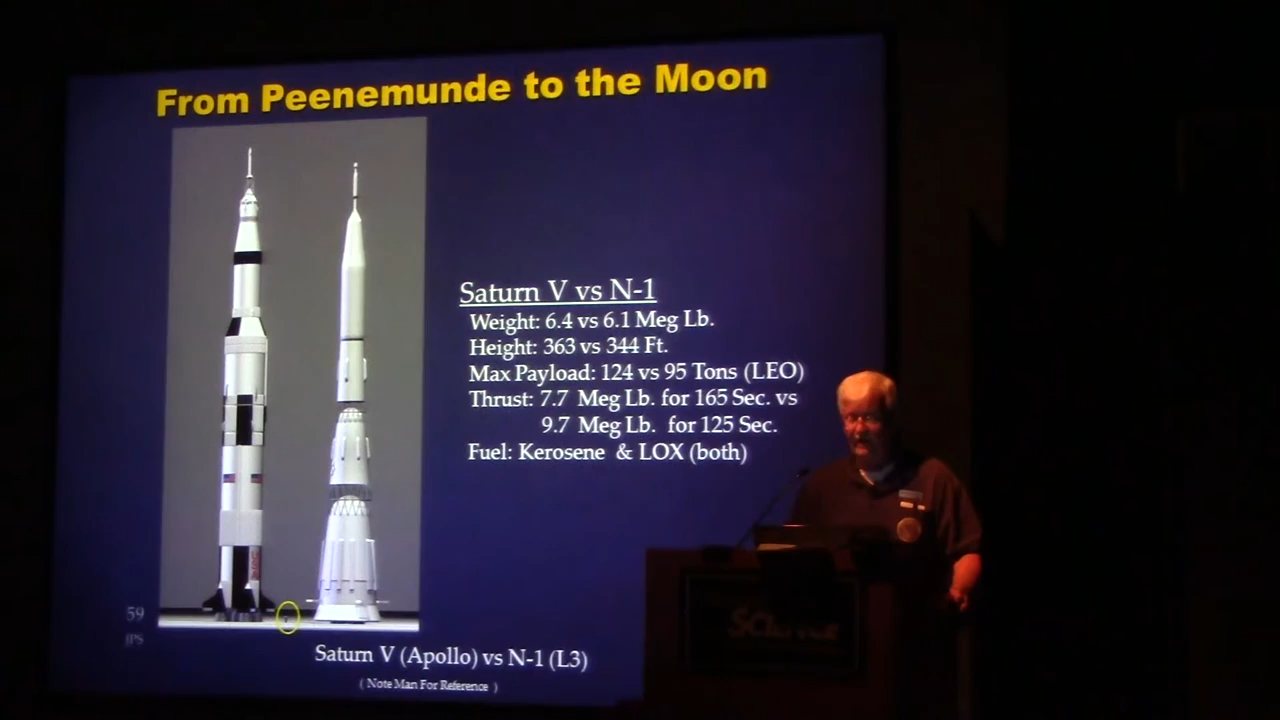 From Peenemunde to the Moon
Saturn V vs N-1
Weight: 6.4 vs 6.1 Meg Lb.
Height: 363 vs 344 Ft.
Max Payload: 124 vs 95 Tons (LEO)
Thrust: 7.7 Meg Lb. for 165 Sec. vs
9.7 Meg Lb. for 125 Sec.
Fuel: Kerosene & LOX (both)
59
JPS
Saturn V (Apollo) vs N-1 (L3)
( Note Man For Reference )
SCIENCE